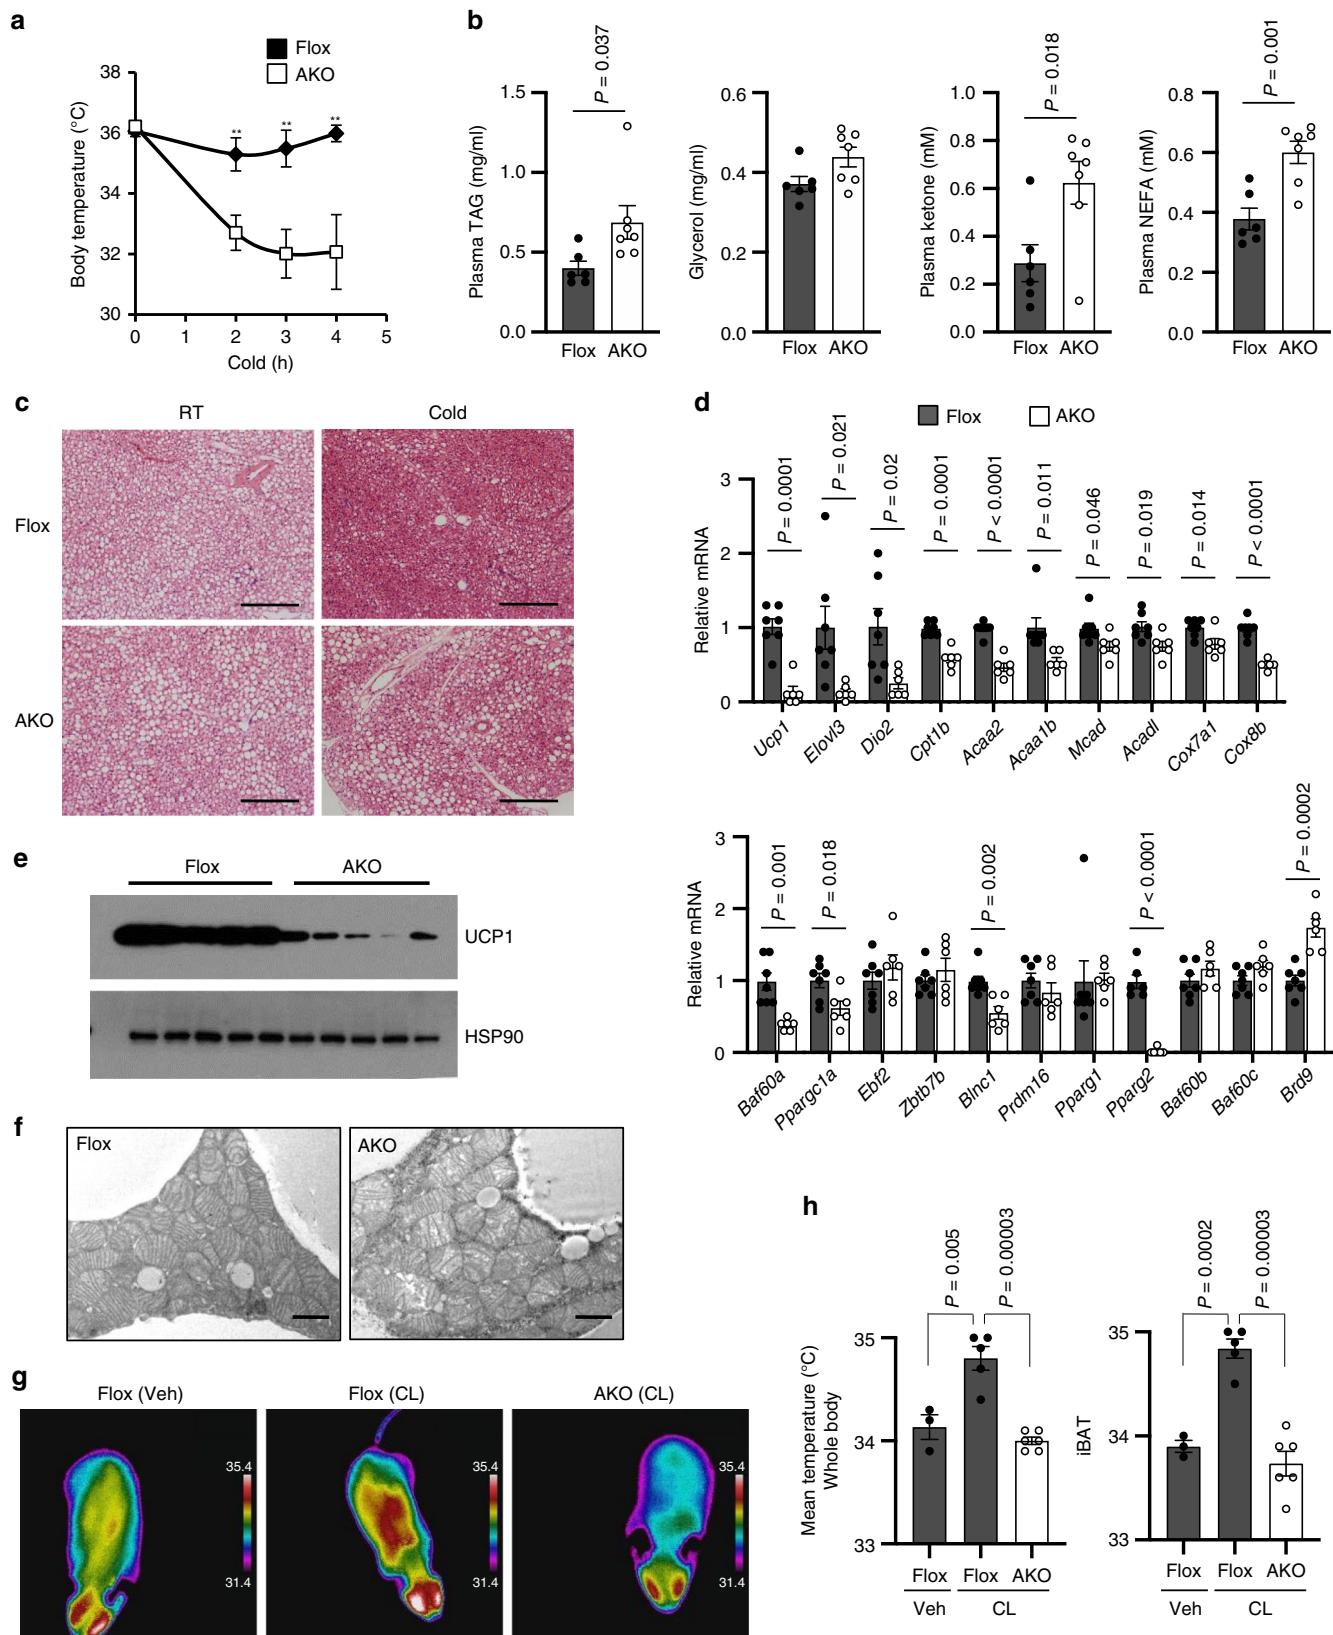 a
Flox
AKO
Body temperature (°C)
38
36
34
32
30
** ** **
0 1 2 3 4 5
Cold (h)
b
P = 0.037
Plasma TAG (mg/ml)
1.5
1.0
0.5
0.0
Flox AKO
Glycerol (mg/ml)
0.6
0.4
0.2
0.0
Flox AKO
P = 0.018
Plasma ketone (mM)
1.0
0.8
0.6
0.4
0.2
0.0
Flox AKO
P = 0.001
Plasma NEFA (mM)
0.8
0.6
0.4
0.2
0.0
Flox AKO
c
RT Cold
Flox
AKO
d
Flox AKO
Relative mRNA
3
2
1
0
P = 0.0001
P = 0.021
P = 0.02
P = 0.0001
P < 0.0001
P = 0.011
P = 0.046
P = 0.019
P = 0.014
P < 0.0001
Ucp1 Elovl3 Dio2 Cpt1b Acaa2 Acaa1b Mcad Acadl Cox7a1 Cox8b
Relative mRNA
3
2
1
0
P = 0.001
P = 0.018
P = 0.002
P < 0.0001
P = 0.0002
Baf60a Ppargc1a Ebf2 Zbtb7b Blnc1 Prdm16 Pparg1 Pparg2 Baf60b Baf60c Brd9
e
Flox AKO
UCP1
HSP90
f
Flox
AKO
g
Flox (Veh) Flox (CL) AKO (CL)
35.4 35.4 35.4
31.4 31.4 31.4
h
P = 0.005
P = 0.00003
Mean temperature (°C)
Whole body
35
34
33
Flox Flox AKO
Veh CL
P = 0.0002
P = 0.00003
iBAT
35
34
33
Flox Flox AKO
Veh CL